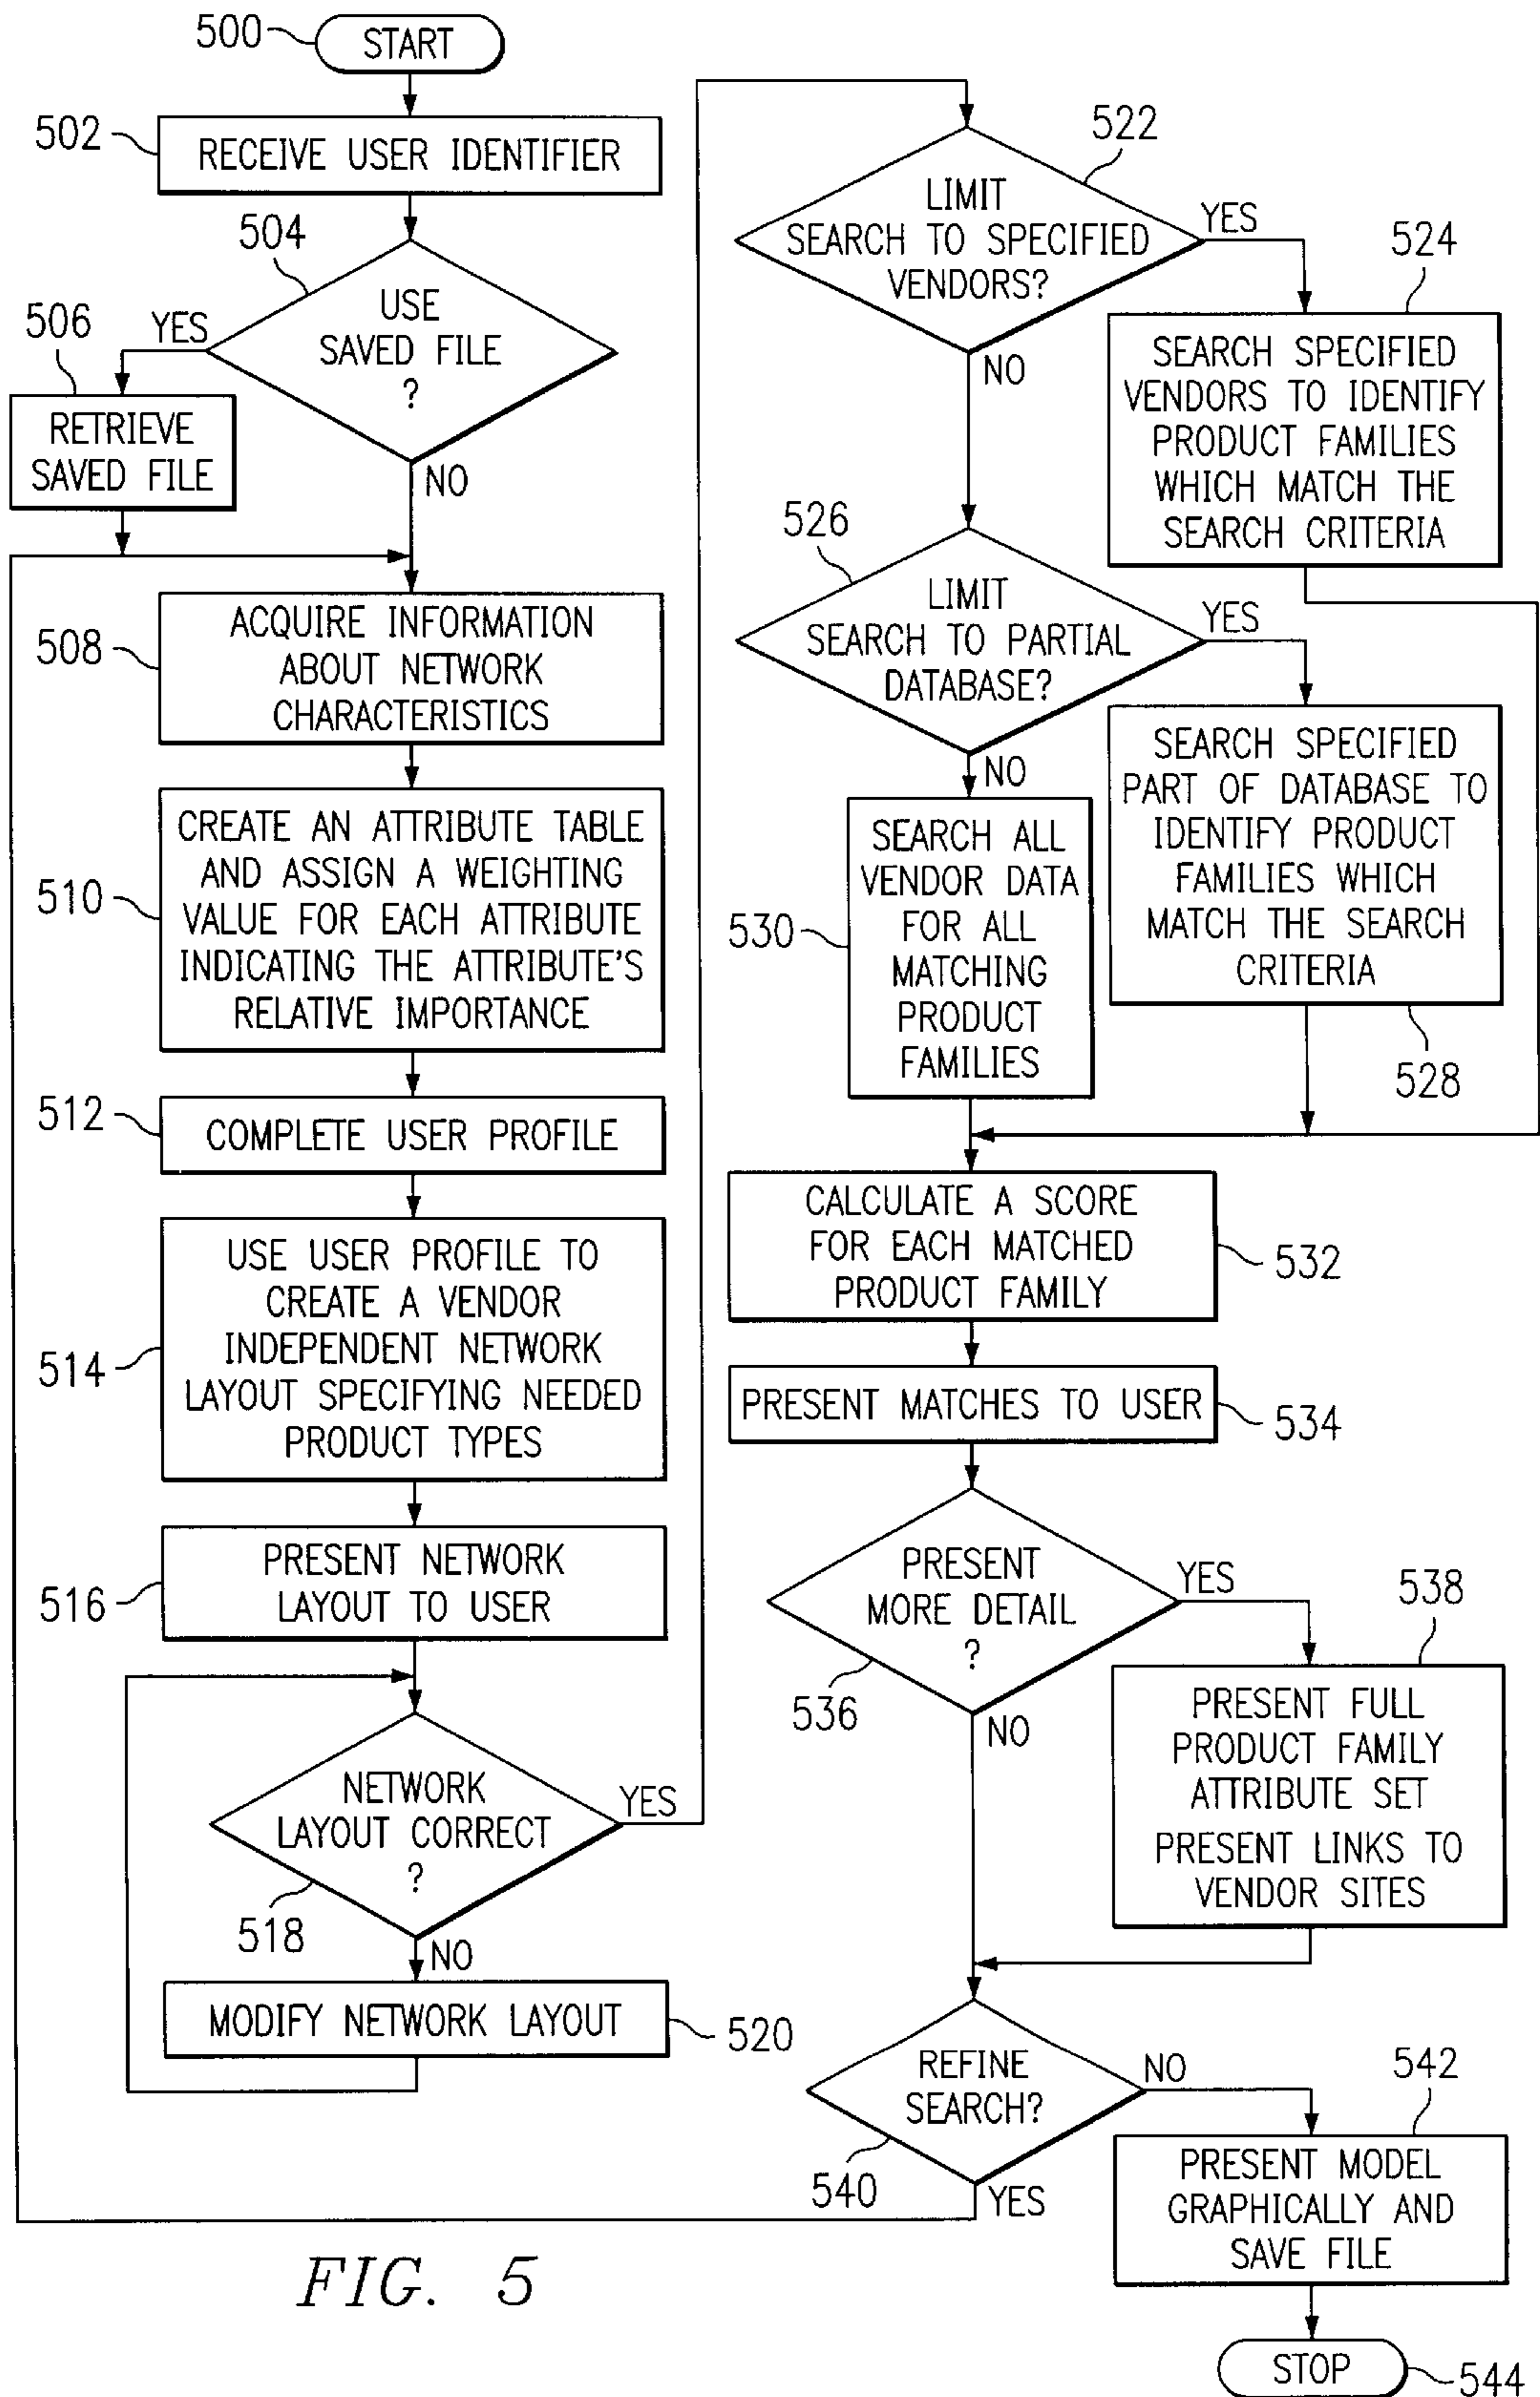 500
START
502
RECEIVE USER IDENTIFIER
504
USE
SAVED FILE
?
YES
NO
506
RETRIEVE
SAVED FILE
508
ACQUIRE INFORMATION
ABOUT NETWORK
CHARACTERISTICS
510
CREATE AN ATTRIBUTE TABLE
AND ASSIGN A WEIGHTING
VALUE FOR EACH ATTRIBUTE
INDICATING THE ATTRIBUTE'S
RELATIVE IMPORTANCE
512
COMPLETE USER PROFILE
514
USE USER PROFILE TO
CREATE A VENDOR
INDEPENDENT NETWORK
LAYOUT SPECIFYING NEEDED
PRODUCT TYPES
516
PRESENT NETWORK
LAYOUT TO USER
NETWORK
LAYOUT CORRECT
?
518
YES
NO
MODIFY NETWORK LAYOUT
520
522
LIMIT
SEARCH TO SPECIFIED
VENDORS?
YES
NO
524
SEARCH SPECIFIED
VENDORS TO IDENTIFY
PRODUCT FAMILIES
WHICH MATCH THE
SEARCH CRITERIA
526
LIMIT
SEARCH TO PARTIAL
DATABASE?
YES
NO
SEARCH SPECIFIED
PART OF DATABASE TO
IDENTIFY PRODUCT
FAMILIES WHICH
MATCH THE SEARCH
CRITERIA
528
530
SEARCH ALL
VENDOR DATA
FOR ALL
MATCHING
PRODUCT
FAMILIES
CALCULATE A SCORE
FOR EACH MATCHED
PRODUCT FAMILY
532
PRESENT MATCHES TO USER
534
PRESENT
MORE DETAIL
?
536
YES
NO
538
PRESENT FULL
PRODUCT FAMILY
ATTRIBUTE SET
PRESENT LINKS TO
VENDOR SITES
REFINE
SEARCH?
540
NO
YES
542
PRESENT MODEL
GRAPHICALLY AND
SAVE FILE
STOP
544
FIG. 5